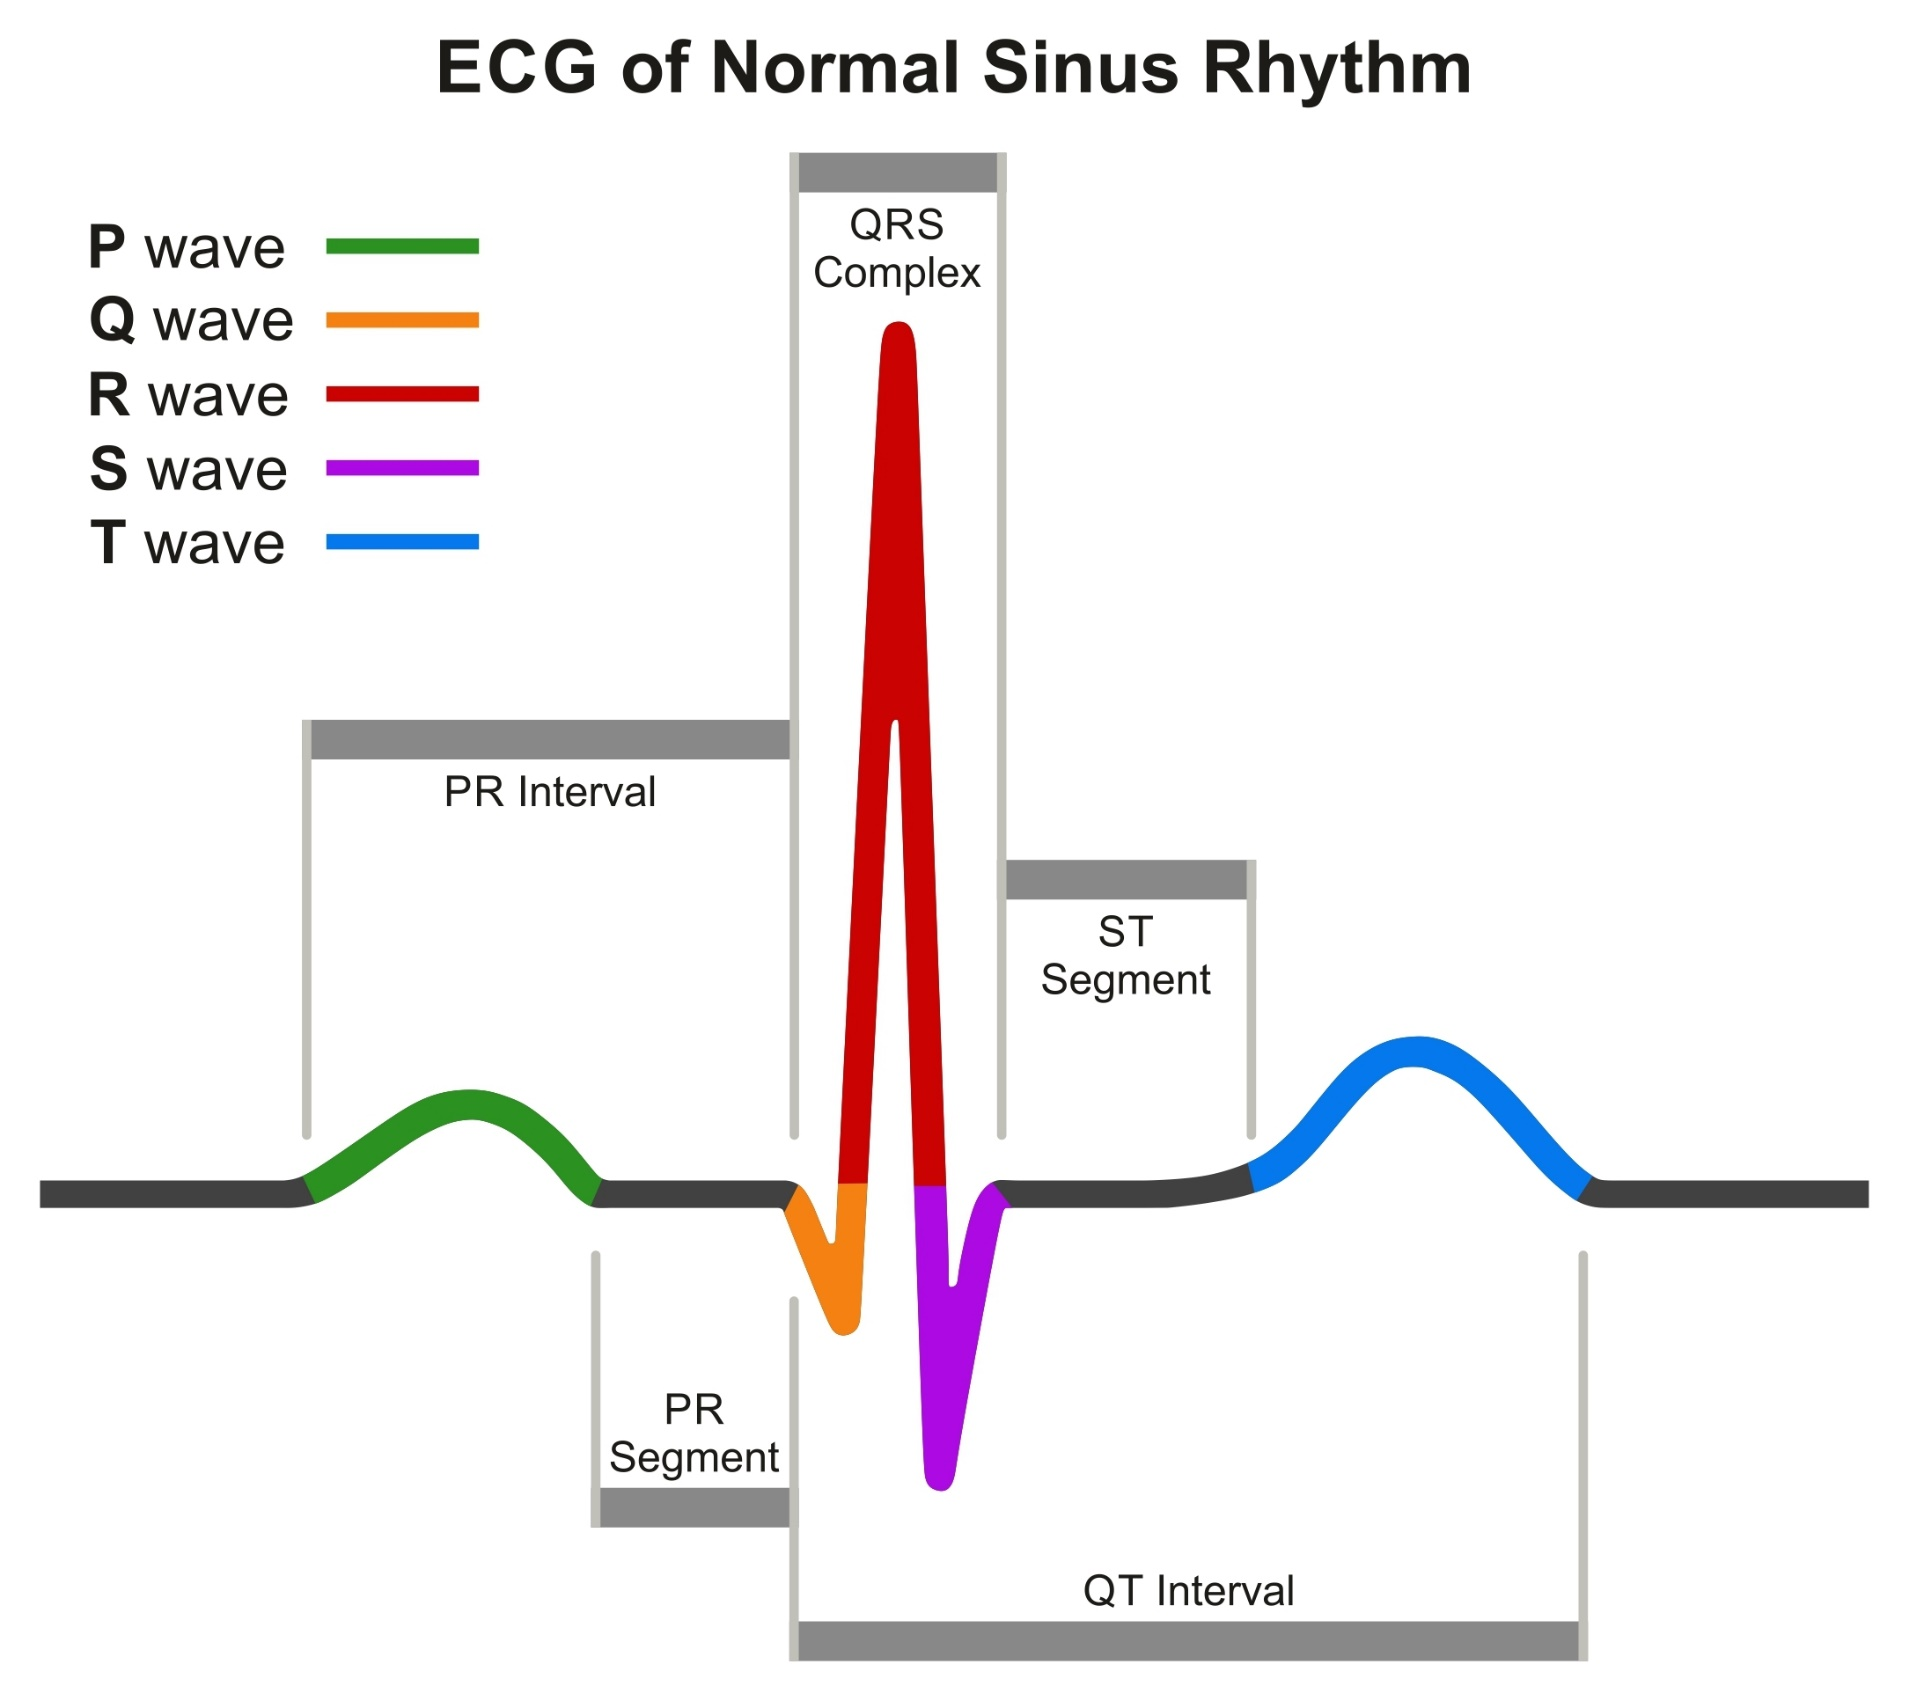 ECG of Normal Sinus Rhythm
P wave
Q wave
R wave
S wave
T wave
QRS
Complex
PR Interval
ST
Segment
PR
Segment
QT Interval